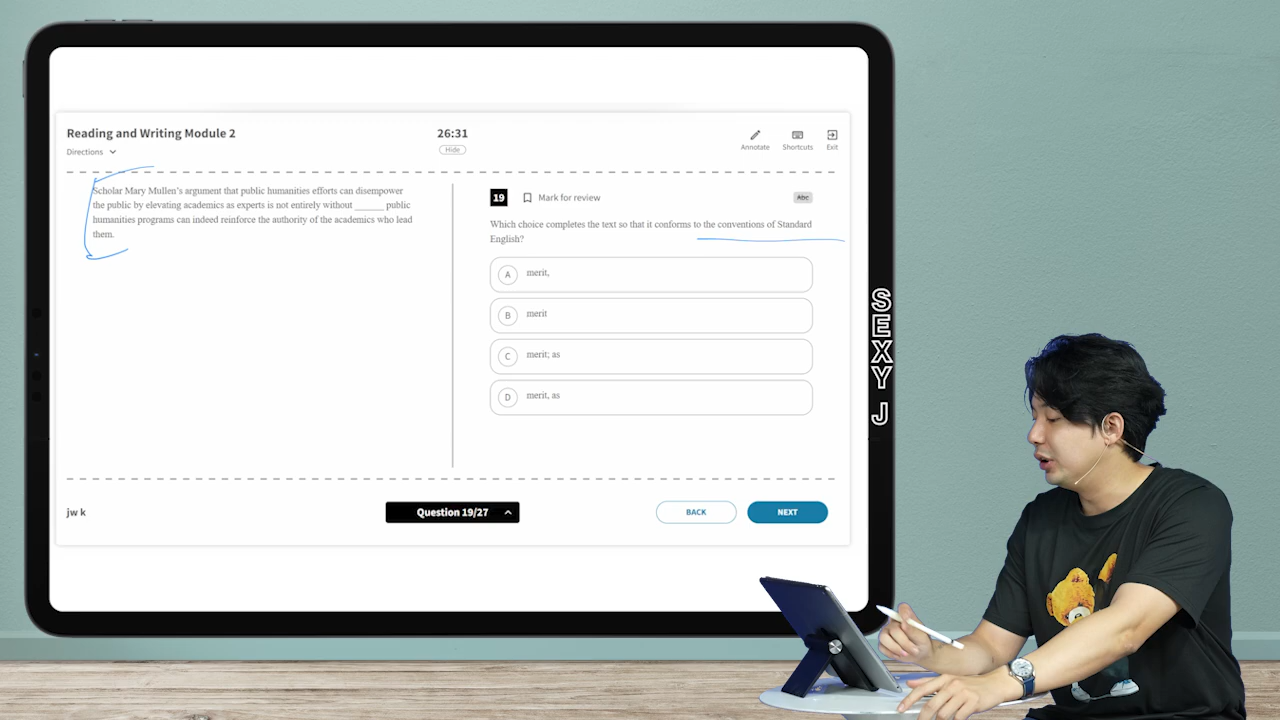 Reading and Writing Module 2
Directions
26:31
Hide
Annotate
Shortcuts
Exit
Scholar Mary Mullen's argument that public humanities efforts can disempower
the public by elevating academics as experts is not entirely without ______ public
humanities programs can indeed reinforce the authority of the academics who lead
them.
19
Mark for review
Abc
Which choice completes the text so that it conforms to the conventions of Standard
English?
A merit,
B merit
C merit; as
D merit, as
jw k
Question 19/27
BACK
NEXT
SEXY J